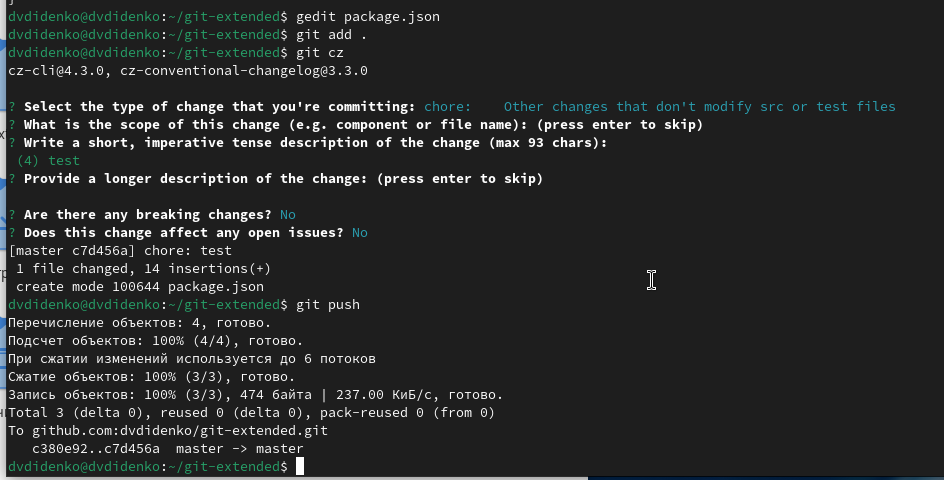 dvdidenko@dvdidenko:~/git-extended$ gedit package.json
dvdidenko@dvdidenko:~/git-extended$ git add .
dvdidenko@dvdidenko:~/git-extended$ git cz
cz-cli@4.3.0, cz-conventional-changelog@3.3.0
? Select the type of change that you're committing: chore:    Other changes that don't modify src or test files
? What is the scope of this change (e.g. component or file name): (press enter to skip)
? Write a short, imperative tense description of the change (max 93 chars):
(4) test
? Provide a longer description of the change: (press enter to skip)
? Are there any breaking changes? No
? Does this change affect any open issues? No
[master c7d456a] chore: test
1 file changed, 14 insertions(+)
create mode 100644 package.json
dvdidenko@dvdidenko:~/git-extended$ git push
Перечисление объектов: 4, готово.
Подсчет объектов: 100% (4/4), готово.
При сжатии изменений используется до 6 потоков
Сжатие объектов: 100% (3/3), готово.
Запись объектов: 100% (3/3), 474 байта | 237.00 КиБ/с, готово.
Total 3 (delta 0), reused 0 (delta 0), pack-reused 0 (from 0)
To github.com:dvdidenko/git-extended.git
c380e92..c7d456a  master -> master
dvdidenko@dvdidenko:~/git-extended$